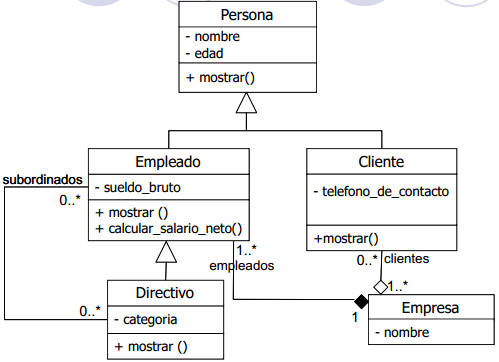 Persona
- nombre
- edad
+ mostrar()
Empleado
- sueldo_bruto
+ mostrar ()
+ calcular_salario_neto()
Cliente
- telefono_de_contacto
+mostrar()
subordinados
0..*
0..*
1..*
empleados
1
0..*
clientes
1..*
Directivo
- categoria
+ mostrar ()
Empresa
- nombre